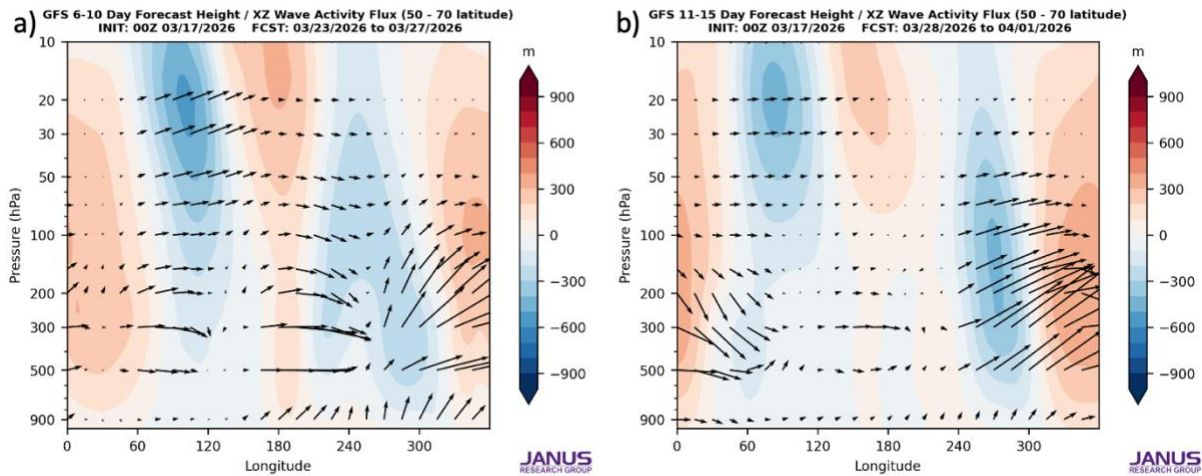 a) GFS 6-10 Day Forecast Height / XZ Wave Activity Flux (50 - 70 latitude)
INIT: 00Z 03/17/2026 FCST: 03/23/2026 to 03/27/2026
10
20
30
50
100
200
300
500
900
Pressure (hPa)
0 60 120 180 240 300
Longitude
m
900
600
300
0
−300
−600
−900
JANUS
RESEARCH GROUP
b) GFS 11-15 Day Forecast Height / XZ Wave Activity Flux (50 - 70 latitude)
INIT: 00Z 03/17/2026 FCST: 03/28/2026 to 04/01/2026
10
20
30
50
100
200
300
500
900
Pressure (hPa)
0 60 120 180 240 300
Longitude
m
900
600
300
0
−300
−600
−900
JANUS
RESEARCH GROUP